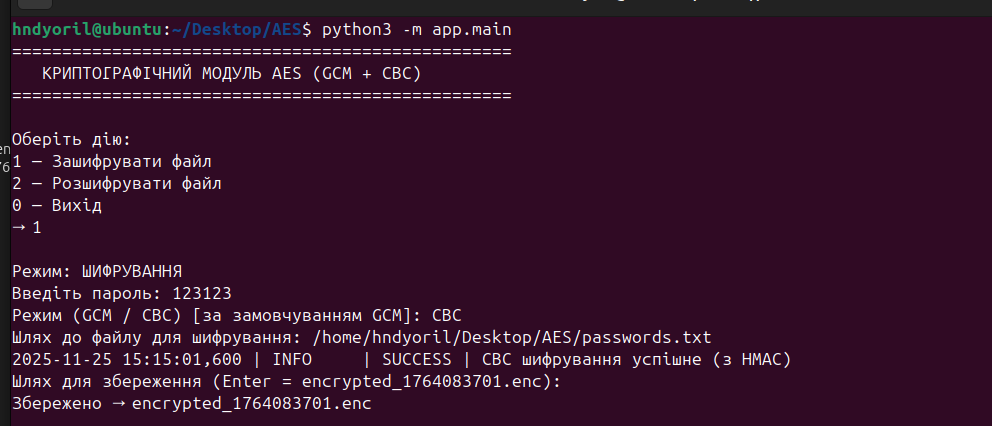 hndyoril@ubuntu:~/Desktop/AES$ python3 -m app.main
==================================================
КРИПТОГРАФІЧНИЙ МОДУЛЬ AES (GCM + CBC)
==================================================
Оберіть дію:
1 — Зашифрувати файл
2 — Розшифрувати файл
0 — Вихід
→ 1
Режим: ШИФРУВАННЯ
Введіть пароль: 123123
Режим (GCM / CBC) [за замовчуванням GCM]: CBC
Шлях до файлу для шифрування: /home/hndyoril/Desktop/AES/passwords.txt
2025-11-25 15:15:01,600 | INFO     | SUCCESS | CBC шифрування успішне (з HMAC)
Шлях для збереження (Enter = encrypted_1764083701.enc):
Збережено → encrypted_1764083701.enc